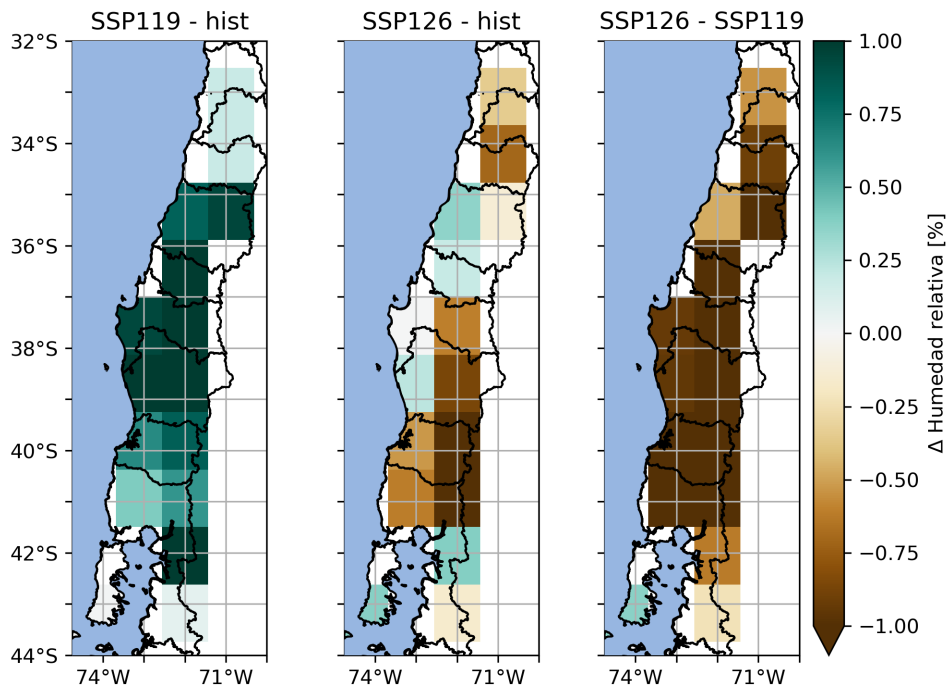 SSP119 - hist
SSP126 - hist
SSP126 - SSP119
32°S
34°S
36°S
38°S
40°S
42°S
44°S
74°W 71°W
74°W 71°W
74°W 71°W
1.00
0.75
0.50
0.25
0.00
−0.25
−0.50
−0.75
−1.00
Δ Humedad relativa [%]